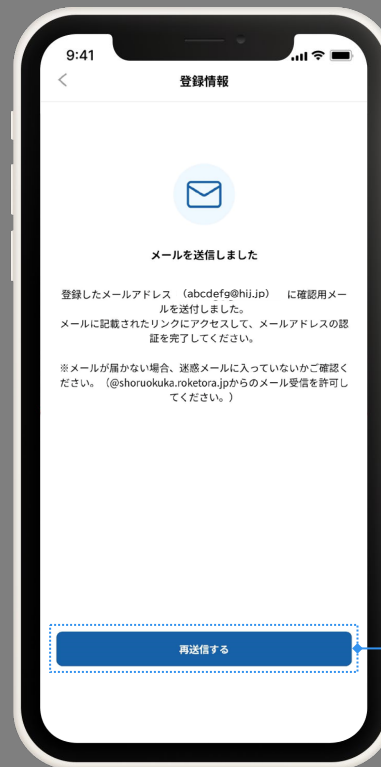 9:41
登録情報
メールを送信しました
登録したメールアドレス （abcdefg@hij.jp） に確認用メー
ルを送付しました。
メールに記載されたリンクにアクセスして、メールアドレスの認
証を完了してください。
※メールが届かない場合、迷惑メールに入っていないかご確認く
ださい。（@shoruokuka.roketora.jpからのメール受信を許可し
てください。）
再送信する